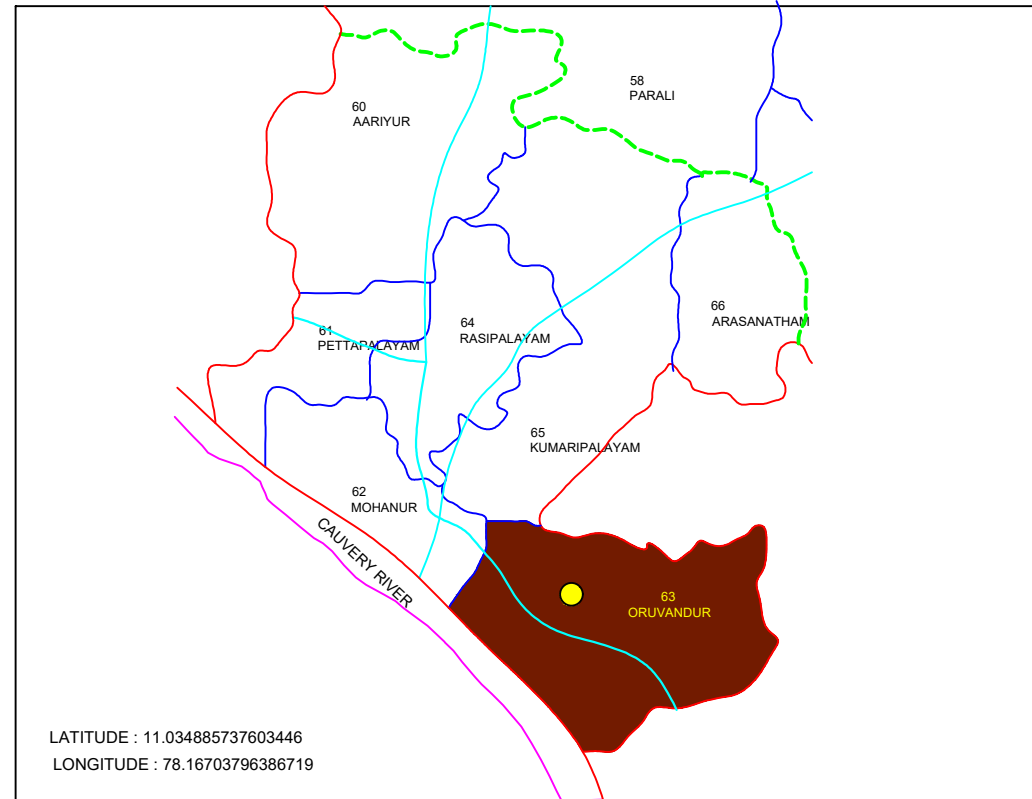 58
PARALI
60
AARIYUR
66
ARASANATHAM
61
PETTAPALAYAM
64
RASIPALAYAM
65
KUMARIPALAYAM
62
MOHANUR
CAUVERY RIVER
63
ORUVANDUR
LATITUDE : 11.034885737603446
LONGITUDE : 78.16703796386719